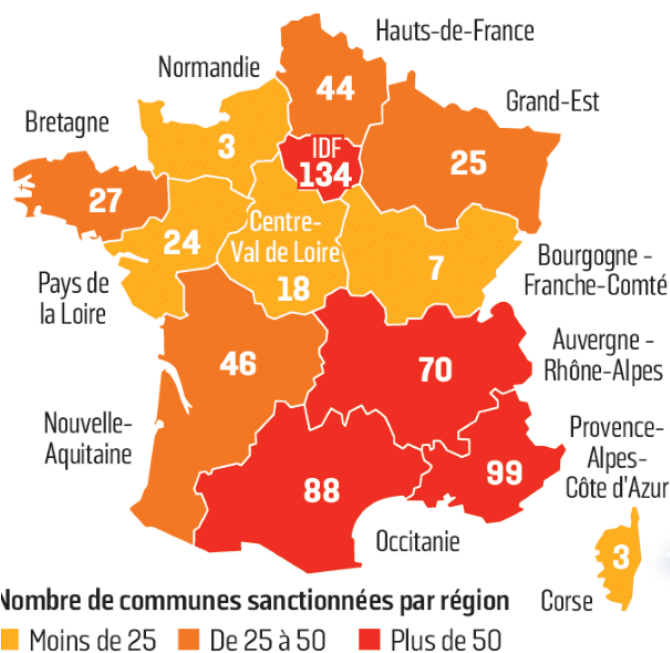 Hauts-de-France
Normandie
44
Grand-Est
Bretagne
3
IDF
134
25
27
Centre-
Val de Loire
18
24
7
Bourgogne -
Franche-Comté
Pays de
la Loire
46
70
Auvergne -
Rhône-Alpes
Nouvelle-
Aquitaine
Provence-
Alpes-
Côte d'Azur
88
99
Occitanie
3
Corse
Nombre de communes sanctionnées par région
Moins de 25
De 25 à 50
Plus de 50